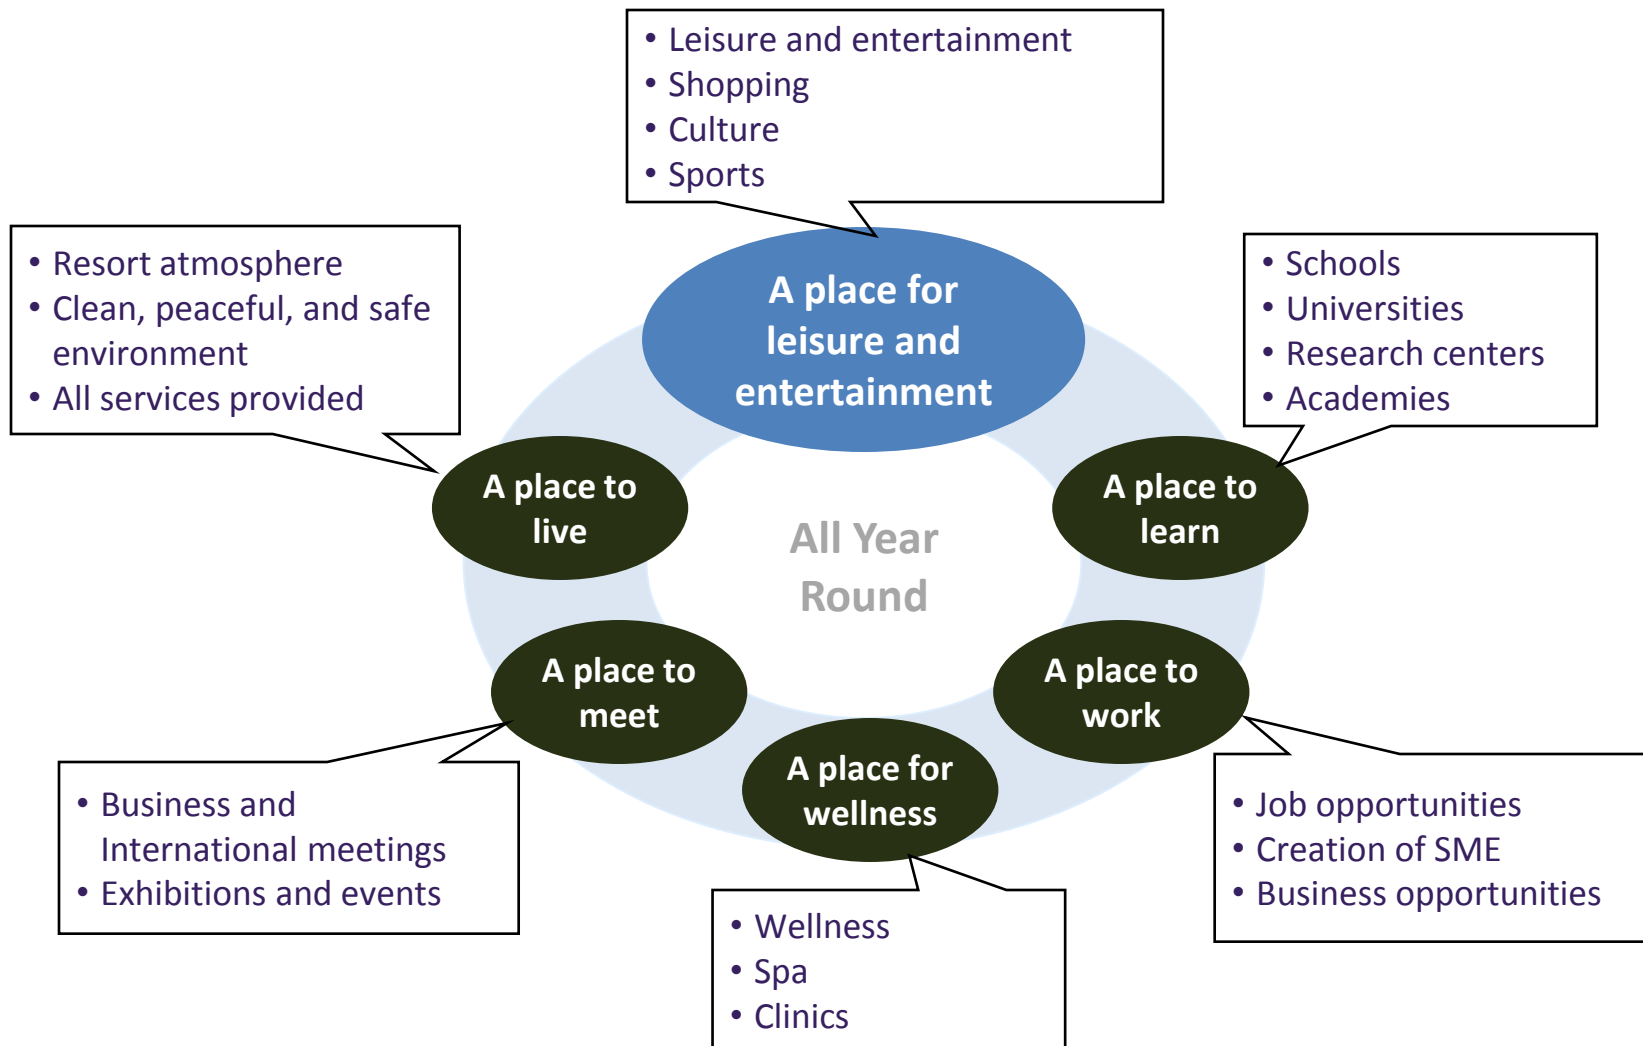 • Leisure and entertainment
• Shopping
• Culture
• Sports
• Resort atmosphere
• Clean, peaceful, and safe
environment
• All services provided
A place for
leisure and
entertainment
• Schools
• Universities
• Research centers
• Academies
A place to
live
All Year
Round
A place to
learn
A place to
meet
A place to
work
A place for
wellness
• Business and
International meetings
• Exhibitions and events
• Wellness
• Spa
• Clinics
• Job opportunities
• Creation of SME
• Business opportunities